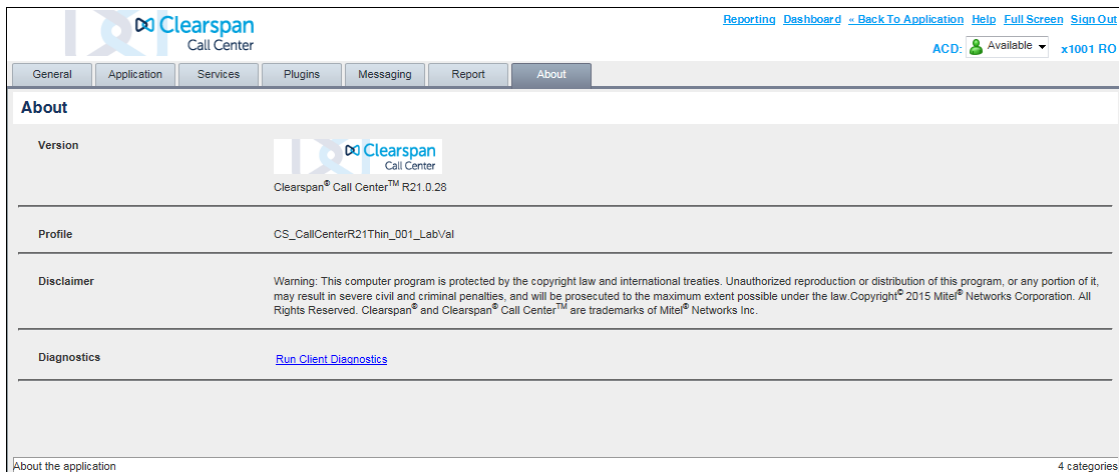 Clearspan
Call Center
Reporting Dashboard « Back To Application Help Full Screen Sign Out
ACD: Available x1001 RO
General Application Services Plugins Messaging Report About
About
Version
Clearspan
Call Center
Clearspan® Call Center™ R21.0.28
Profile CS_CallCenterR21Thin_001_LabVal
Disclaimer Warning: This computer program is protected by the copyright law and international treaties. Unauthorized reproduction or distribution of this program, or any portion of it,
may result in severe civil and criminal penalties, and will be prosecuted to the maximum extent possible under the law.Copyright© 2015 Mitel® Networks Corporation. All
Rights Reserved. Clearspan® and Clearspan® Call Center™ are trademarks of Mitel® Networks Inc.
Diagnostics Run Client Diagnostics
About the application 4 categories